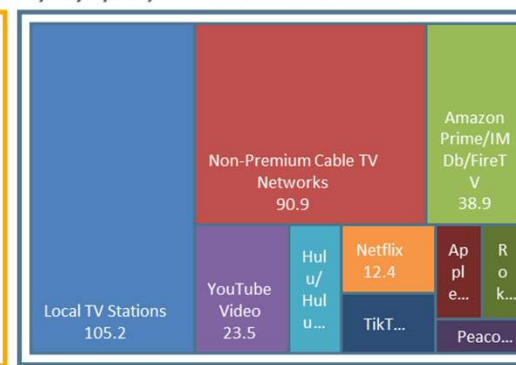 Local TV Stations
105.2
Non-Premium Cable TV
Networks
90.9
Amazon
Prime/IM
Db/FireT
V
38.9
YouTube
Video
23.5
Hul
u/
Hul
u...
Netflix
12.4
TikT...
Ap
pl
e...
R
o
k...
Peaco...